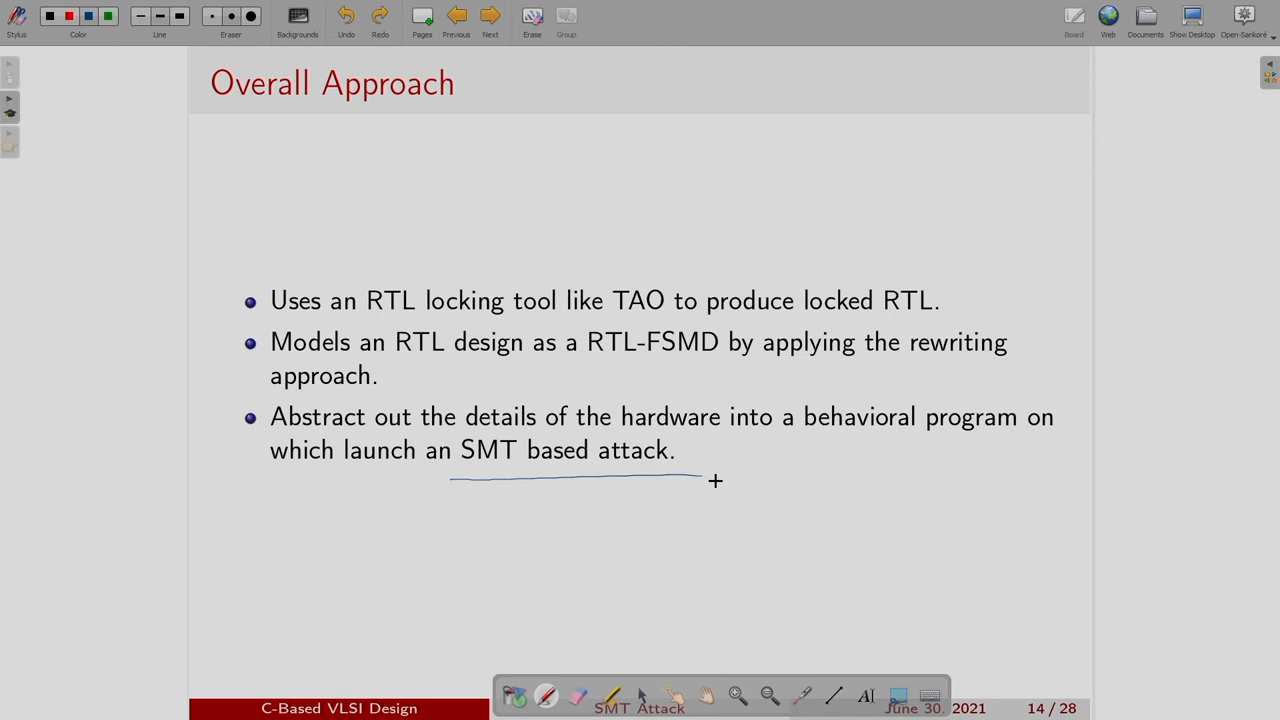 Stylus
Color
Line
Eraser
Backgrounds
Undo
Redo
Pages
Previous
Next
Erase
Group
Board
Web
Documents
Show Desktop
Open-Sankoré
Overall Approach
Uses an RTL locking tool like TAO to produce locked RTL.
Models an RTL design as a RTL-FSMD by applying the rewriting
approach.
Abstract out the details of the hardware into a behavioral program on
which launch an SMT based attack.
C-Based VLSI Design
SMT Attack
June 30, 2021
14 / 28